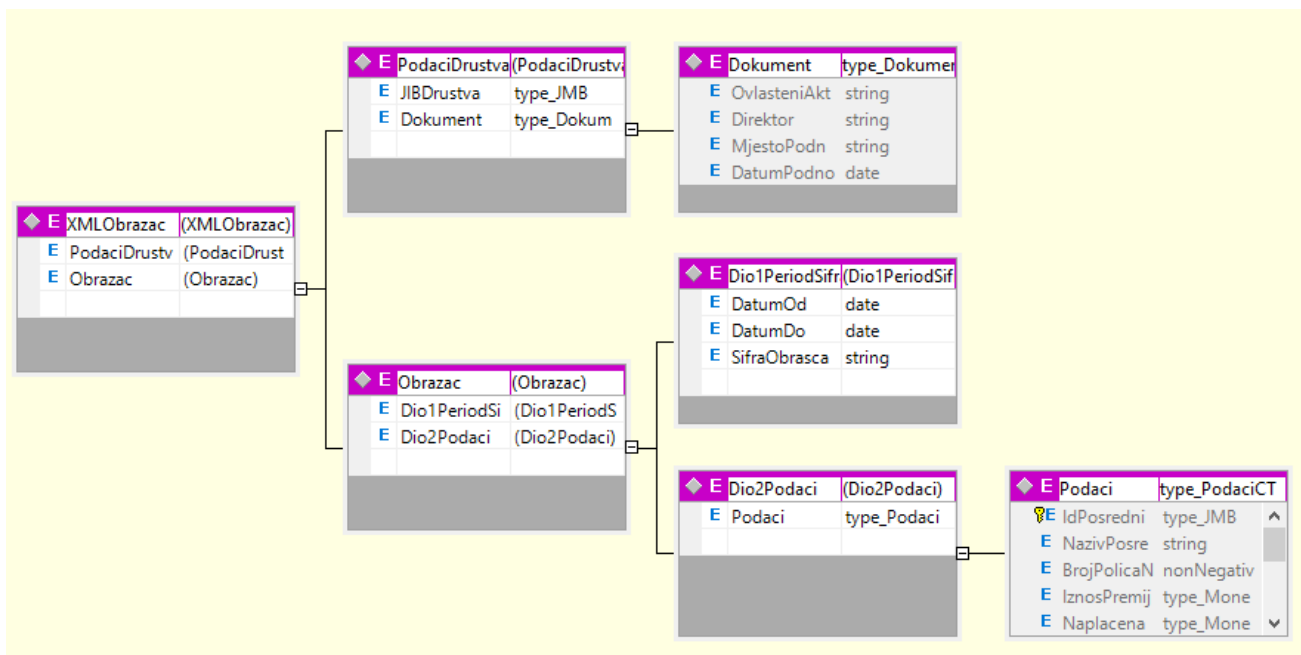 E XMLObrazac (XMLObrazac)
E PodaciDrustv (PodaciDrust
E Obrazac (Obrazac)
E PodaciDrustva (PodaciDrustva
E JIBDrustva type_JMB
E Dokument type_Dokum
E Dokument type_Dokumen
E OvlasteniAkt string
E Direktor string
E MjestoPodn string
E DatumPodno date
E Obrazac (Obrazac)
E Dio1PeriodSi (Dio1PeriodS
E Dio2Podaci (Dio2Podaci)
E Dio1PeriodSifr (Dio1PeriodSif
E DatumOd date
E DatumDo date
E SifraObrasca string
E Dio2Podaci (Dio2Podaci)
E Podaci type_Podaci
E Podaci type_PodaciCT
E IdPosredni type_JMB
E NazivPosre string
E BrojPolicaN nonNegativ
E IznosPremij type_Mone
E Naplacena type_Mone